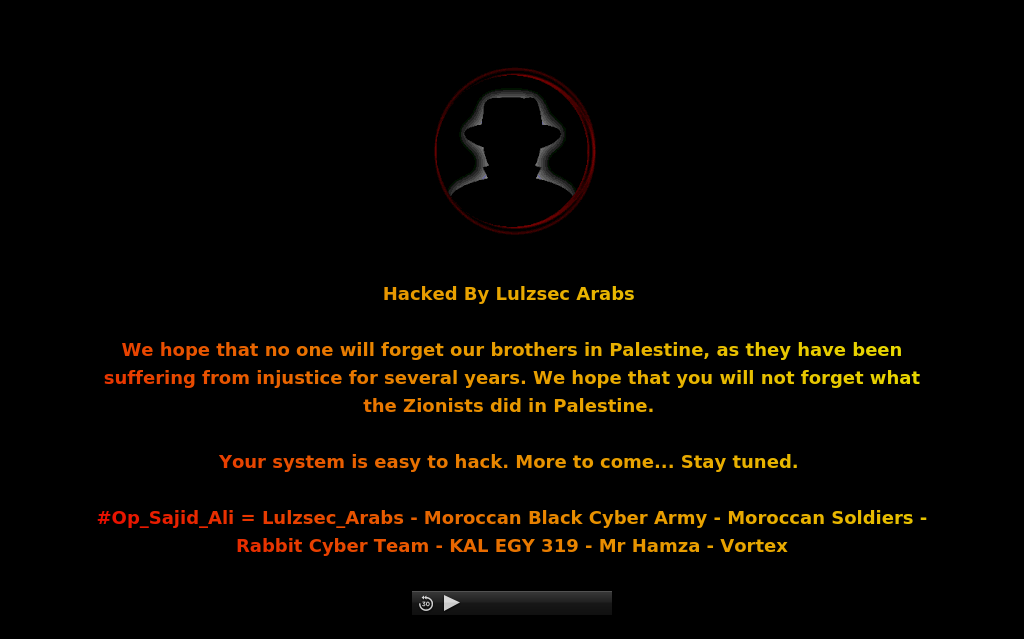 Hacked By Lulzsec Arabs
We hope that no one will forget our brothers in Palestine, as they have been
suffering from injustice for several years. We hope that you will not forget what
the Zionists did in Palestine.
Your system is easy to hack. More to come... Stay tuned.
#Op_Sajid_Ali = Lulzsec_Arabs - Moroccan Black Cyber Army - Moroccan Soldiers -
Rabbit Cyber Team - KAL EGY 319 - Mr Hamza - Vortex
30